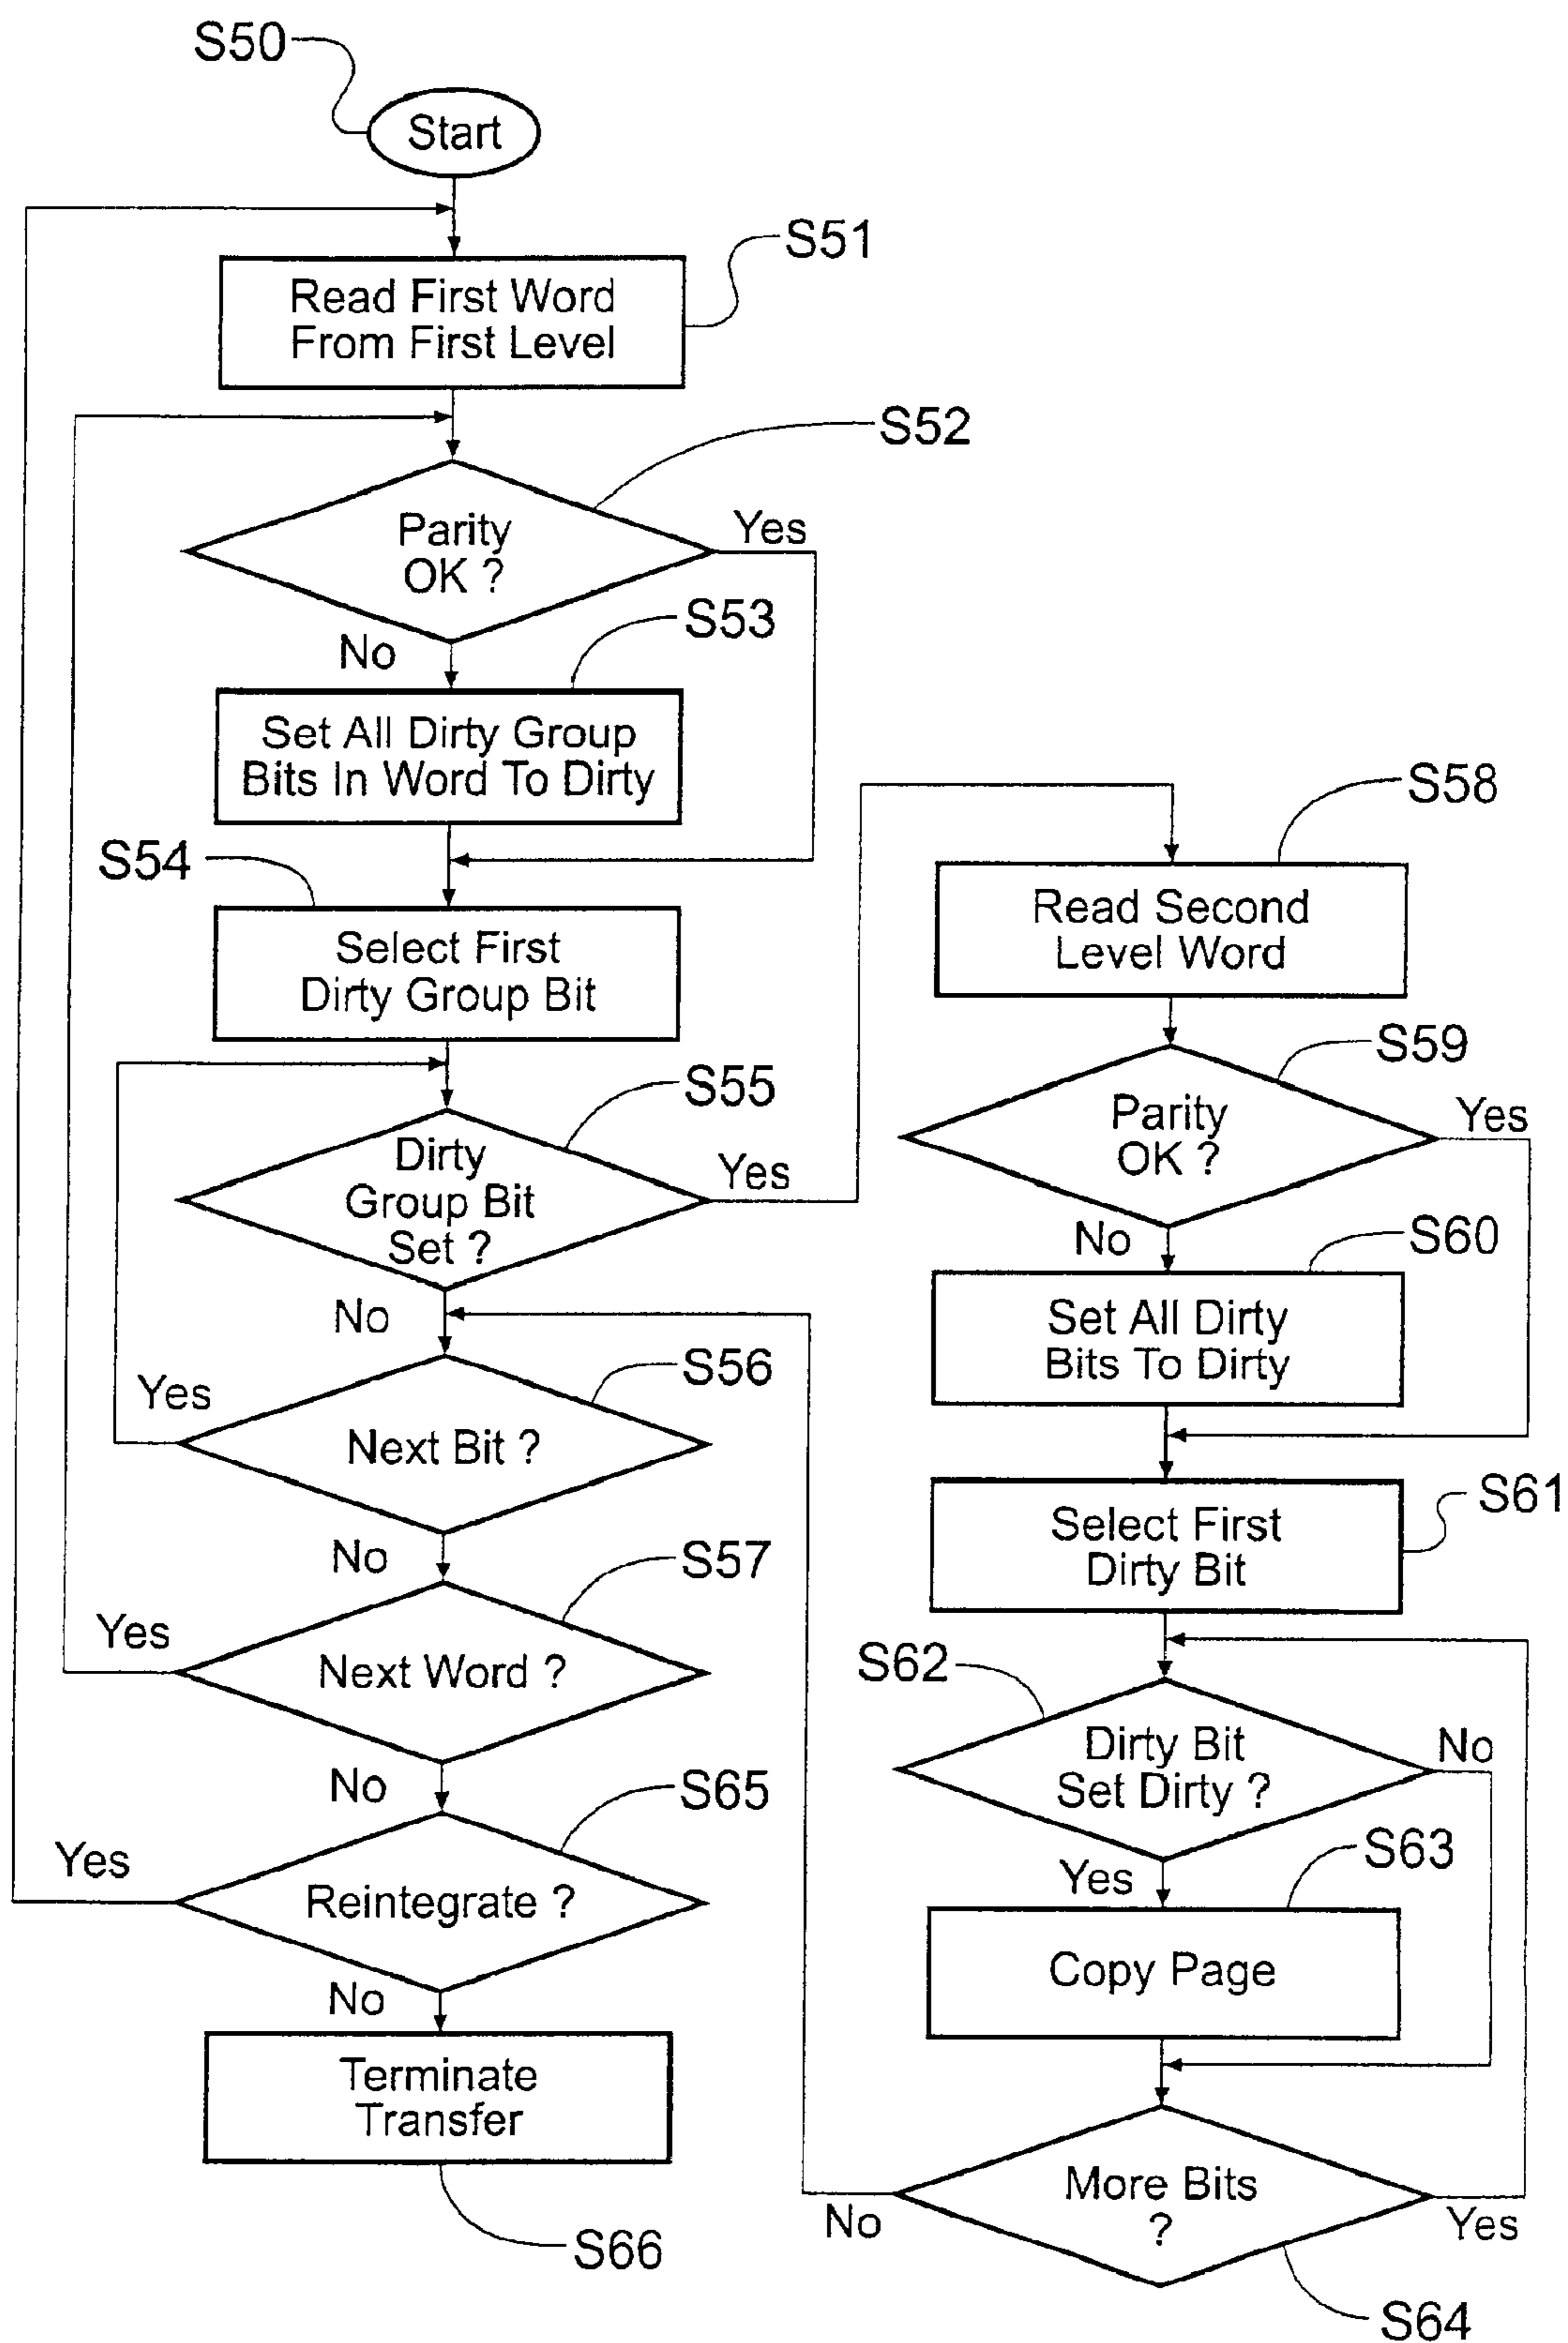 S50
Start
S51
Read First Word
From First Level
S52
Parity
OK ?
Yes
No
S53
Set All Dirty Group
Bits In Word To Dirty
S54
Select First
Dirty Group Bit
S55
Dirty
Group Bit
Set ?
Yes
No
S56
Yes
Next Bit ?
No
S57
Yes
Next Word ?
No
S65
Yes
Reintegrate ?
No
Terminate
Transfer
S66
S58
Read Second
Level Word
S59
Parity
OK ?
Yes
No
S60
Set All Dirty
Bits To Dirty
S61
Select First
Dirty Bit
S62
Dirty Bit
Set Dirty ?
No
Yes
S63
Copy Page
More Bits
?
No
Yes
S64